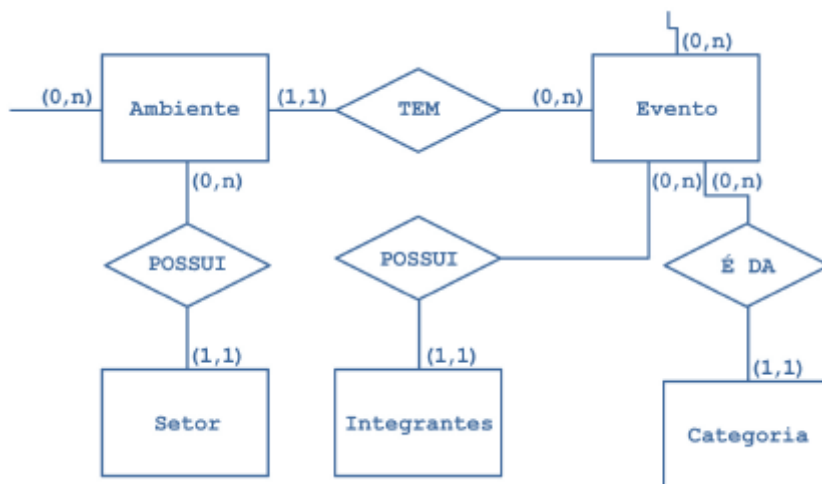 (0,n)
(0,n) Ambiente (1,1) TEM (0,n) Evento
(0,n) (0,n) (0,n)
POSSUI POSSUI É DA
(1,1) (1,1) (1,1)
Setor Integrantes Categoria